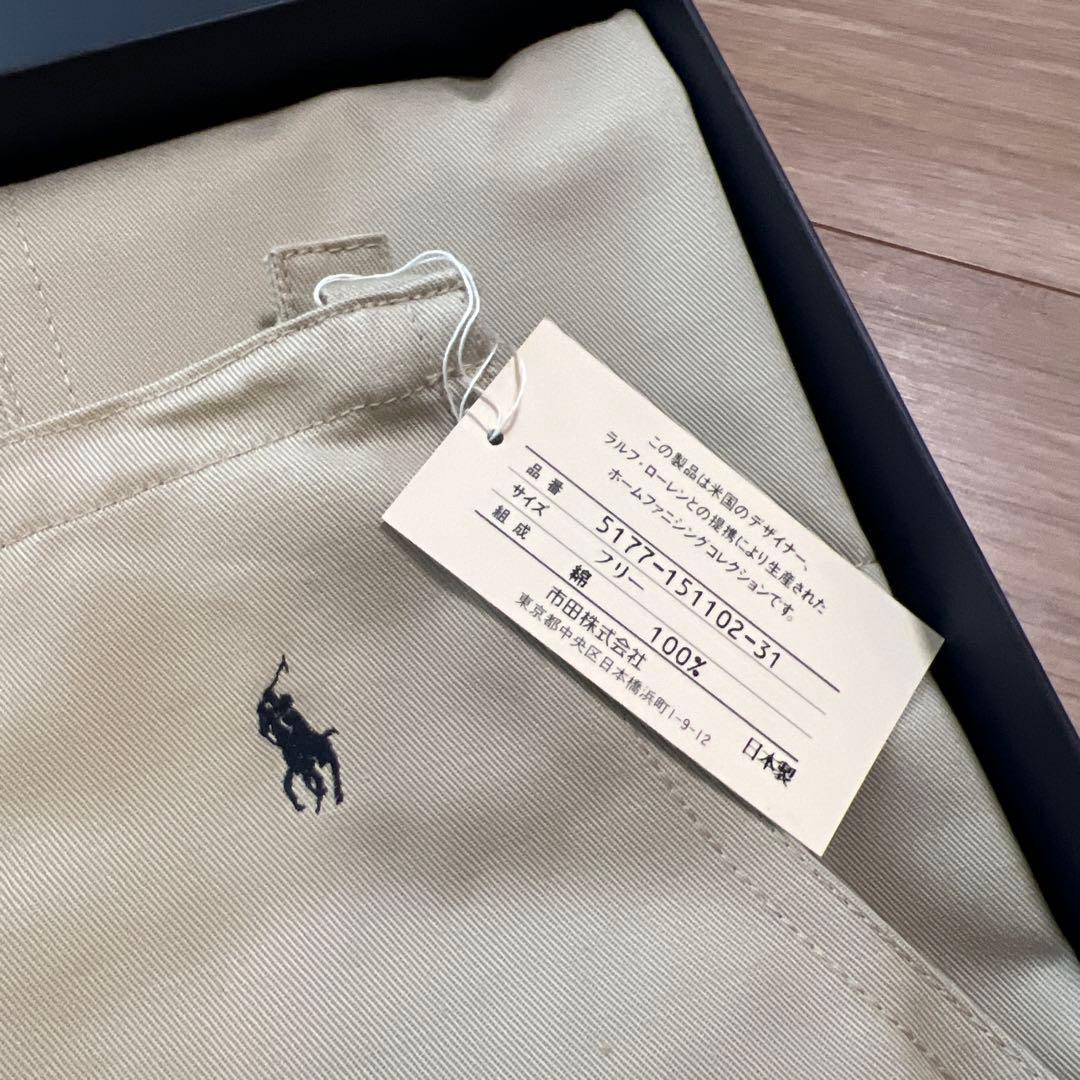 この製品は米国のデザイナー、
ラルフ・ローレンとの提携により生産された
ホームファニシングコレクションです。
品番 5177-151102-31
サイズ フリー
組成 綿 100%
市田株式会社
東京都中央区日本橋浜町1-9-12
日本製